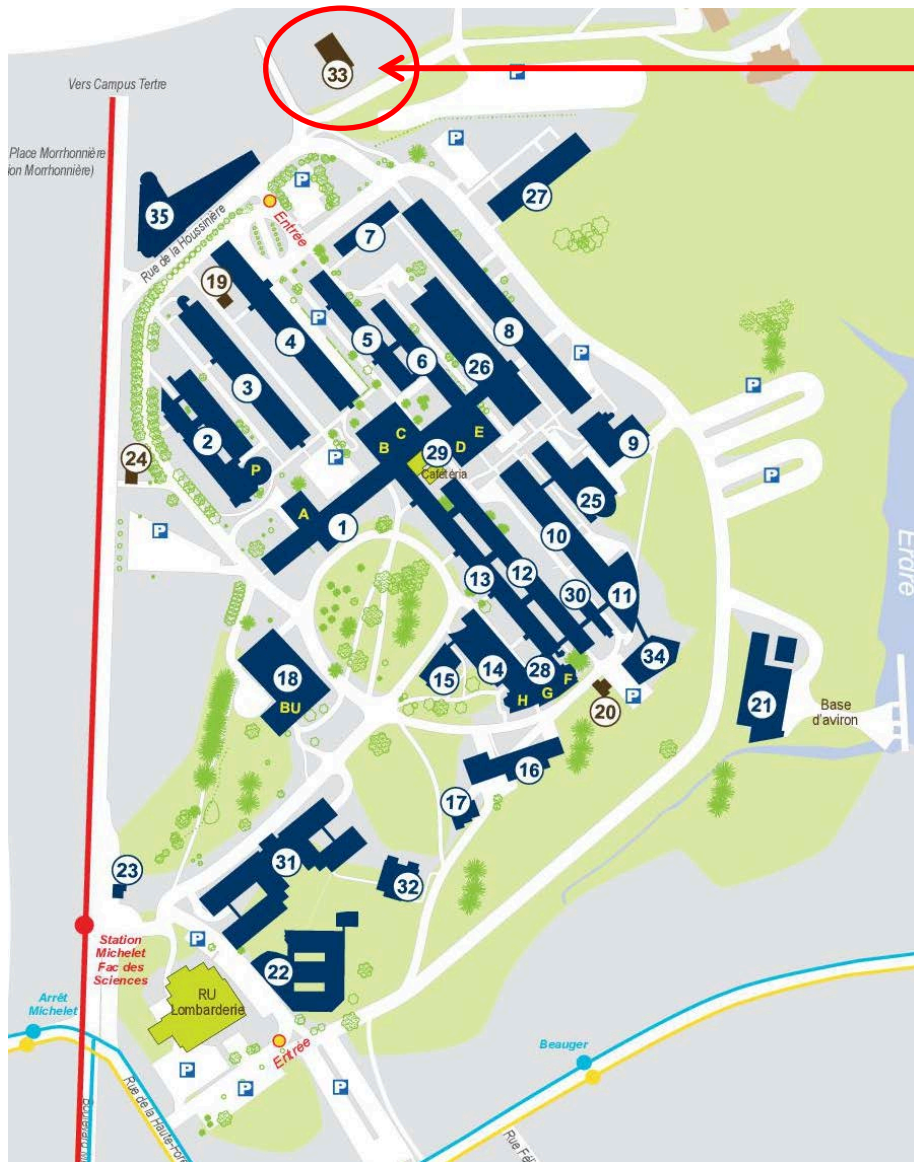 33
P
Vers Campus Tertre
Place Morrhonnière
ion Morrhonnière)
P
27
P
35
Entrée
Rue de la Houssinière
7
19
4
P
5
8
6
P
3
26
P
2
C
B
E
9
29
D
Cafétéria
24
P
P
P
25
A
1
10
P
Erdre
13
12
30
11
18
BU
15
14
28
F
G
H
34
P
20
21
Base
d'aviron
16
17
31
23
32
P
Station
Michelet
Fac des
Sciences
22
RU
Lombarderie
Arrêt
Michelet
Entrée
Beauger
P
P
P
Rue de la Haute-For
Rue Fél